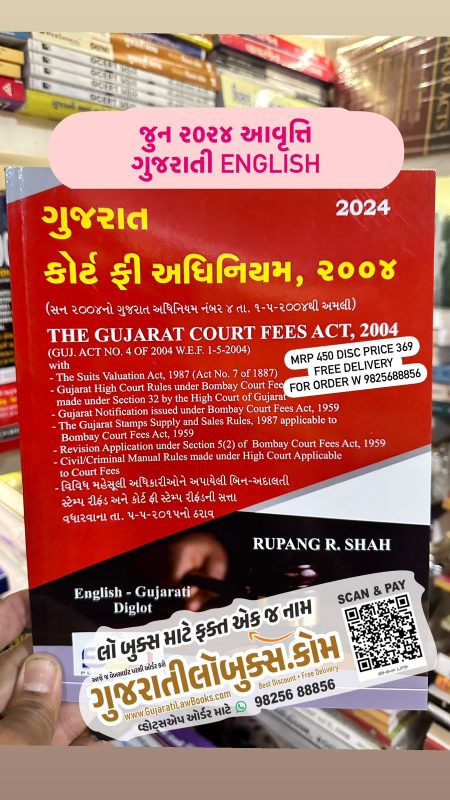 જુન ૨૦૨૪ આવૃત્તિ
ગુજરાતી ENGLISH
2024
ગુજરાત
કોર્ટ ફી અધિનિયમ, ૨૦૦૪
(સન ૨૦૦૪નો ગુજરાત અધિનિયમ નંબર ૪ તા. ૧-૫-૨૦૦૪થી અમલી)
THE GUJARAT COURT FEES ACT, 2004
(GUJ. ACT NO. 4 OF 2004 W.E.F. 1-5-2004)
with
- The Suits Valuation Act, 1987 (Act No. 7 of 1887)
- Gujarat High Court Rules under Bombay Court Fee
made under Section 32 by the High Court of Gujarat
- Gujarat Notification issued under Bombay Court Fees Act, 1959
- The Gujarat Stamps Supply and Sales Rules, 1987 applicable to
Bombay Court Fees Act, 1959
- Revision Application under Section 5(2) of Bombay Court Fees Act, 1959
- Civil/Criminal Manual Rules made under High Court Applicable
to Court Fees
- વિવિધ મહેસૂલી અધિકારીઓને અપાયેલી બિન-અદાલતી
સ્ટેમ્પ રીફંડ અને કોર્ટ ફી સ્ટેમ્પ રીફંડની સત્તા
વધારવાના તા. ૫-૫-૨૦૧૫નો ઠરાવ
MRP 450 DISC PRICE 369
FREE DELIVERY
FOR ORDER W 9825688856
RUPANG R. SHAH
English - Gujarati
Diglot
SCAN & PAY
લૉ બુક્સ માટે ફક્ત એક જ નામ
આજે જ વેબસાઈટ પરથી ઓર્ડર કરો
ગુજરાતીલૉબુક્સ.કોમ
www.GujaratiLawBooks.com
Best Discount + Free Delivery
વ્હોટ્સએપ ઓર્ડર માટે 98256 88856